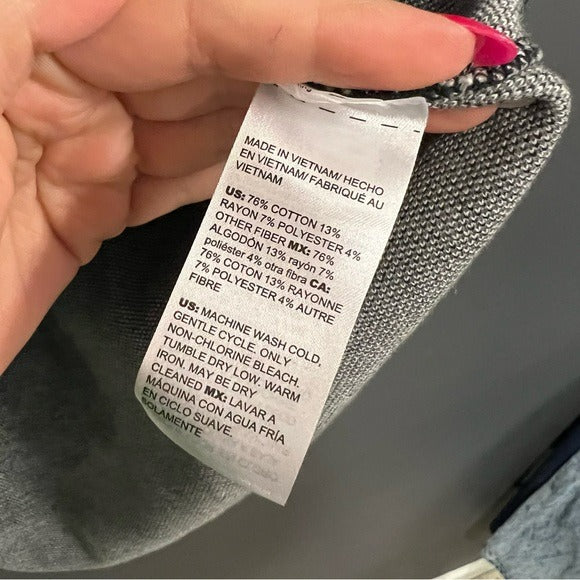 MADE IN VIETNAM/ HECHO
EN VIETNAM/ FABRIQUÉ AU
VIETNAM
US: 76% COTTON 13%
RAYON 7% POLYESTER 4%
OTHER FIBER MX: 76%
ALGODÓN 13% rayón 7%
poliéster 4% otra fibra CA:
76% COTON 13% RAYONNE
7% POLYESTER 4% AUTRE
FIBRE
US: MACHINE WASH COLD,
GENTLE CYCLE. ONLY
NON-CHLORINE BLEACH.
TUMBLE DRY LOW. WARM
IRON. MAY BE DRY
CLEANED MX: LAVAR A
MÁQUINA CON AGUA FRÍA
EN CICLO SUAVE.
SOLAMENTE